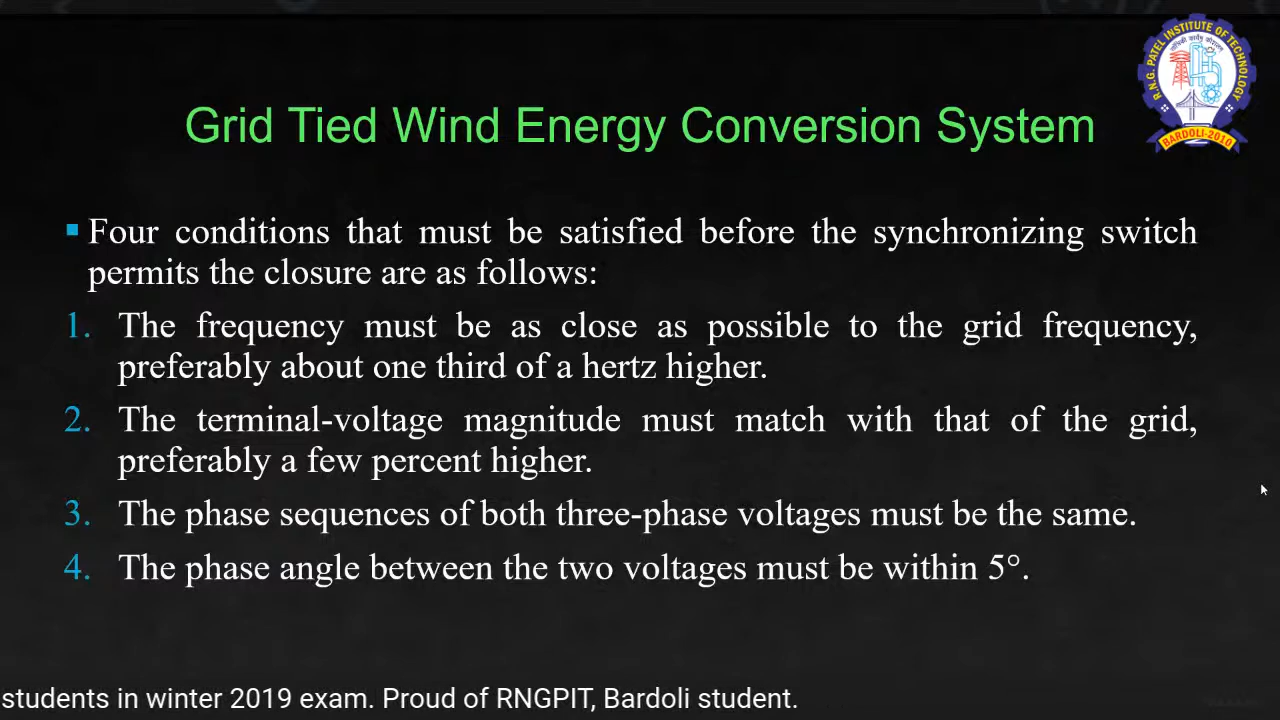 R.N.G. PATEL INSTITUTE OF TECHNOLOGY
BARDOLI-2010
Grid Tied Wind Energy Conversion System
Four conditions that must be satisfied before the synchronizing switch
permits the closure are as follows:
1. The frequency must be as close as possible to the grid frequency,
preferably about one third of a hertz higher.
2. The terminal-voltage magnitude must match with that of the grid,
preferably a few percent higher.
3. The phase sequences of both three-phase voltages must be the same.
4. The phase angle between the two voltages must be within 5°.
students in winter 2019 exam. Proud of RNGPIT, Bardoli student.